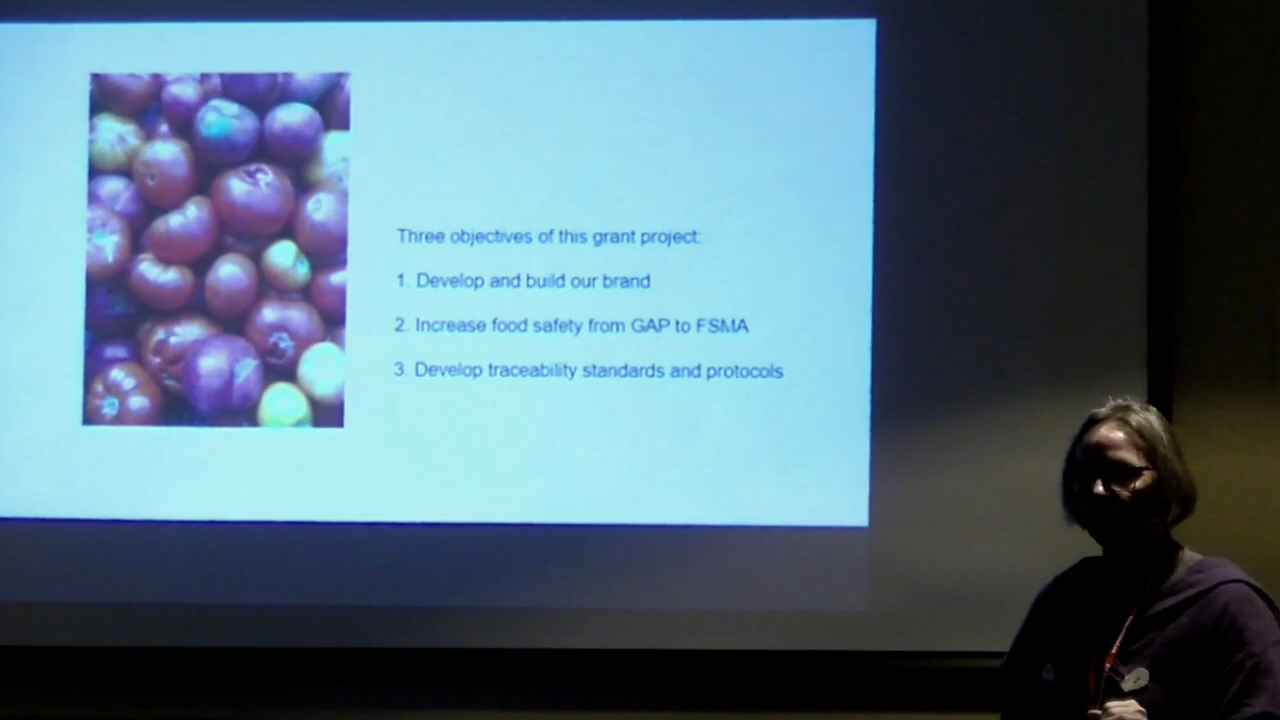 Three objectives of this grant project:
1. Develop and build our brand
2. Increase food safety from GAP to FSMA
3. Develop traceability standards and protocols